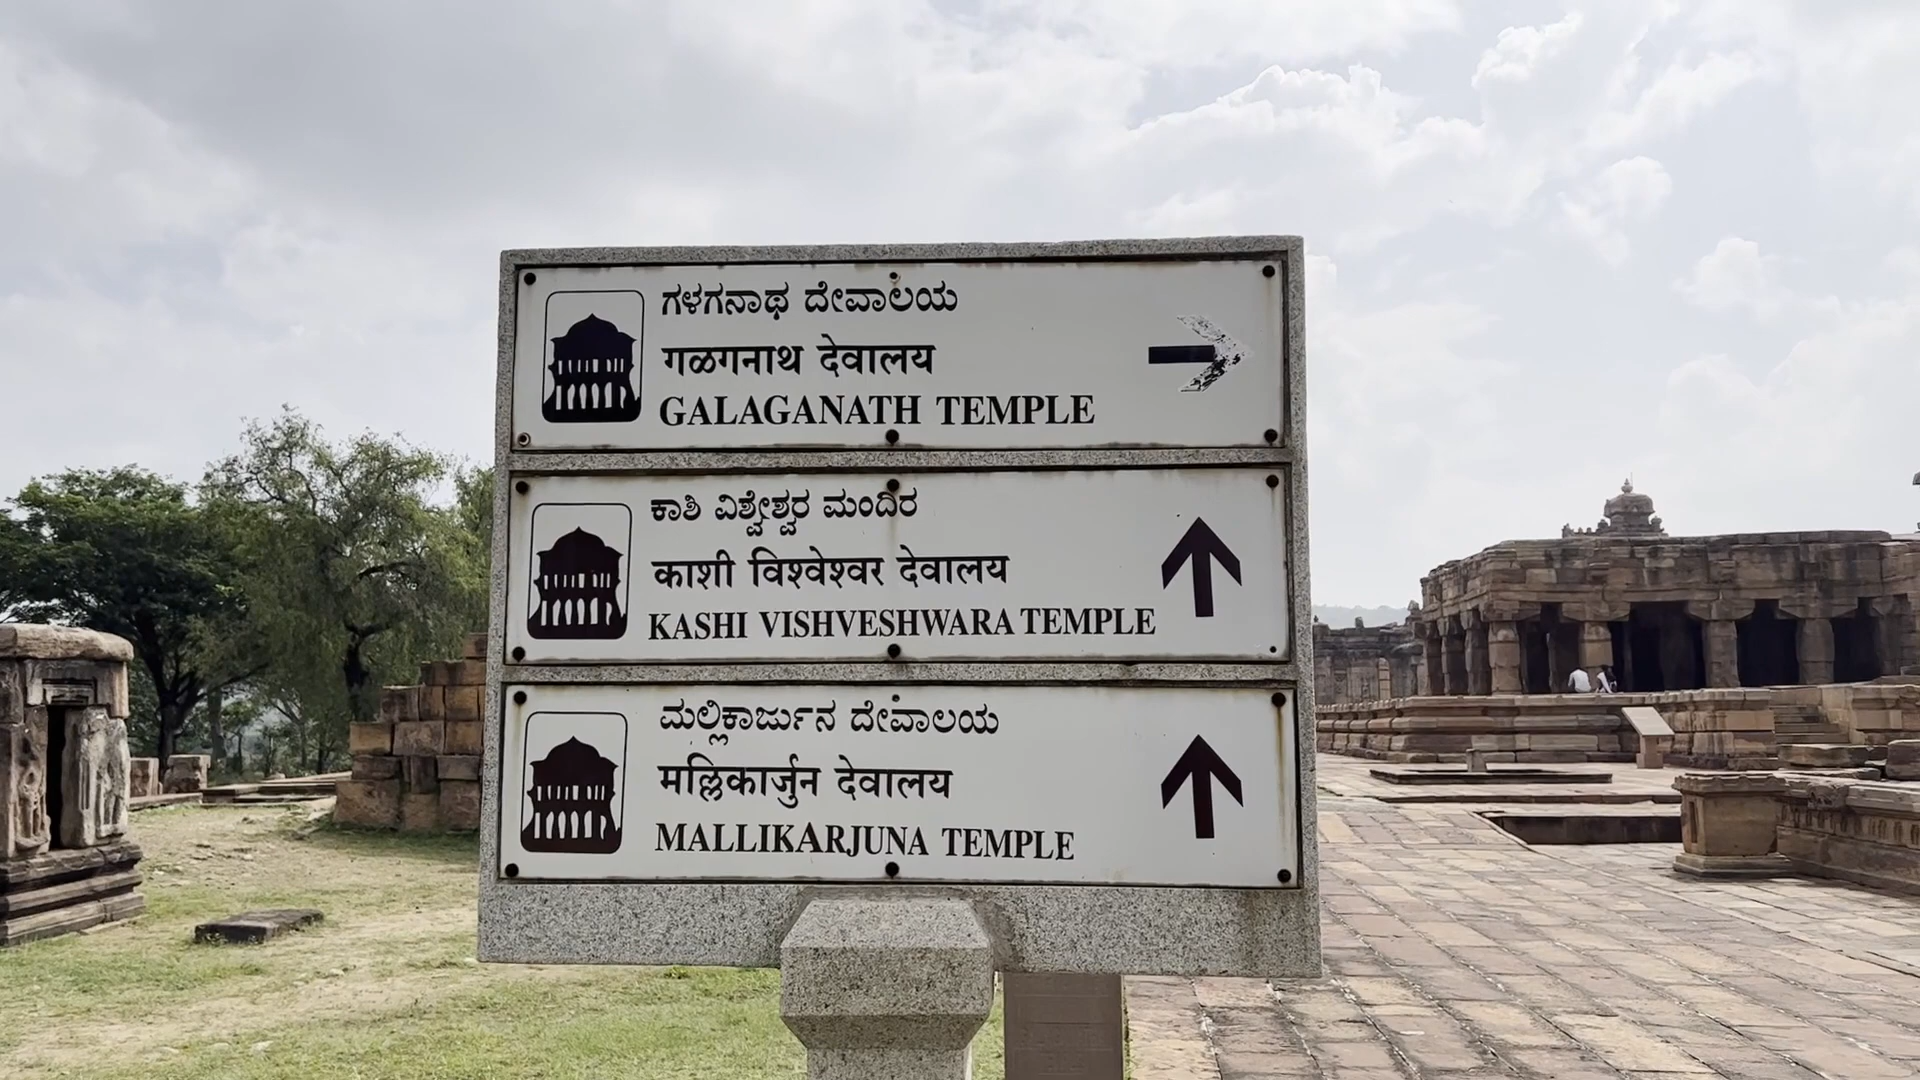 ಗಳಗನಾಥ ದೇವಾಲಯ
गळगनाथ देवालय
GALAGANATH TEMPLE
ಕಾಶಿ ವಿಶ್ವೇಶ್ವರ ಮಂದಿರ
काशी विश्वेश्वर देवालय
KASHI VISHVESHWARA TEMPLE
ಮಲ್ಲಿಕಾರ್ಜುನ ದೇವಾಲಯ
मल्लिकार्जुन देवालय
MALLIKARJUNA TEMPLE